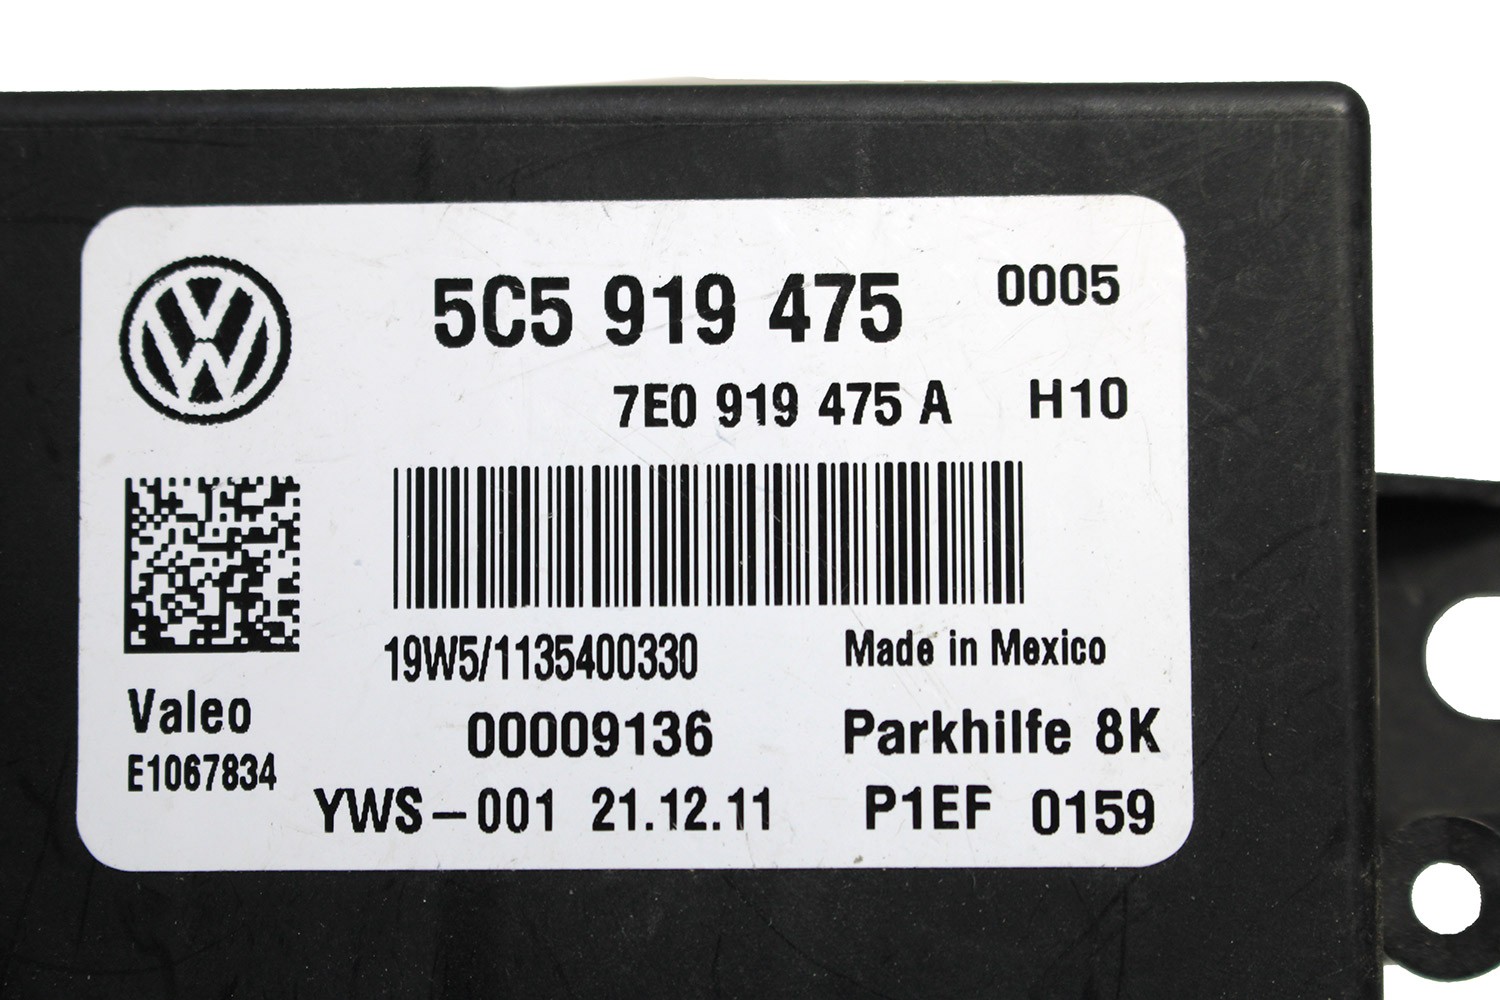 5C5 919 475 0005
7E0 919 475 A H10
19W5/1135400330 Made in Mexico
Valeo 00009136 Parkhilfe 8K
E1067834
YWS-001 21.12.11 P1EF 0159